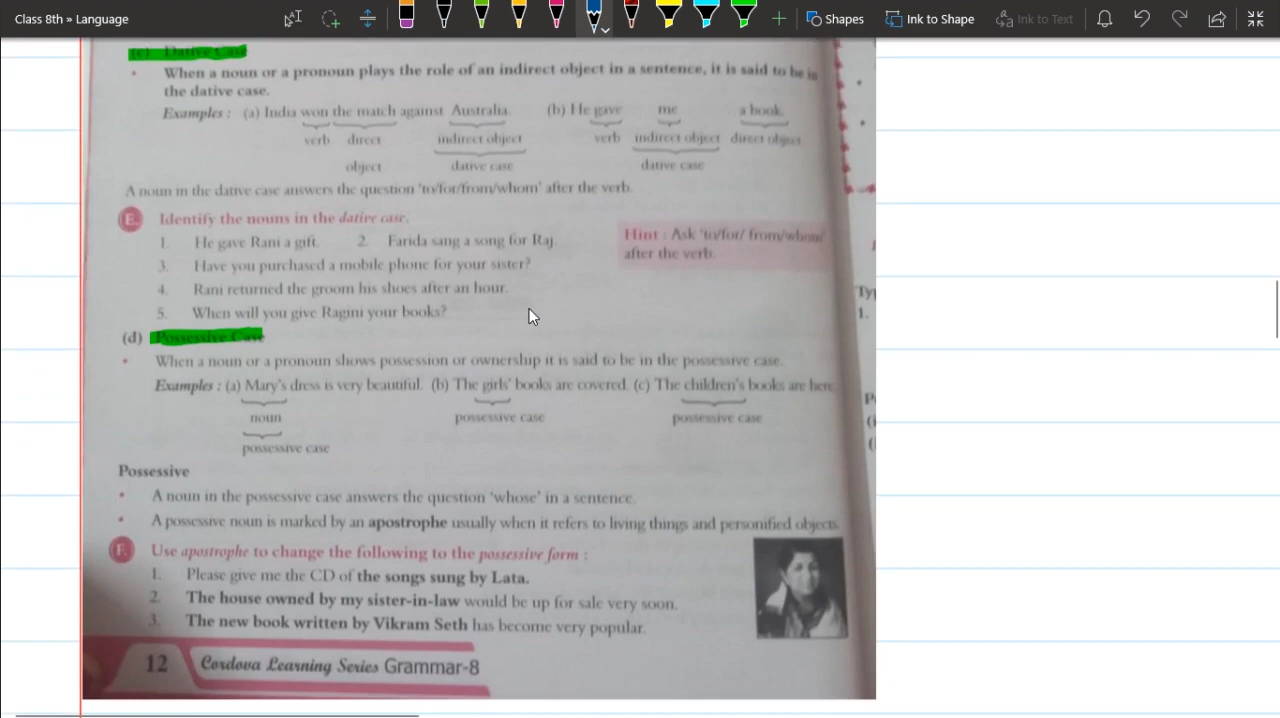 Class 8th » Language
Shapes
Ink to Shape
Ink to Text
(c) Dative Case
• When a noun or a pronoun plays the role of an indirect object in a sentence, it is said to be in
the dative case.
Examples : (a) India won the match against Australia. (b) He gave me a book.
verb direct indirect object verb indirect object direct object
object dative case dative case
A noun in the dative case answers the question 'to/for/from/whom' after the verb.
E. Identify the nouns in the dative case.
Hint : Ask 'to/for/ from/whom'
after the verb.
1. He gave Rani a gift. 2. Farida sang a song for Raj.
3. Have you purchased a mobile phone for your sister?
4. Rani returned the groom his shoes after an hour.
5. When will you give Ragini your books?
(d) Possessive Case
• When a noun or a pronoun shows possession or ownership it is said to be in the possessive case.
Examples : (a) Mary's dress is very beautiful. (b) The girls' books are covered. (c) The children's books are here.
noun possessive case possessive case
possessive case
Possessive
• A noun in the possessive case answers the question 'whose' in a sentence.
• A possessive noun is marked by an apostrophe usually when it refers to living things and personified objects.
F. Use apostrophe to change the following to the possessive form :
1. Please give me the CD of the songs sung by Lata.
2. The house owned by my sister-in-law would be up for sale very soon.
3. The new book written by Vikram Seth has become very popular.
12 Cordova Learning Series Grammar-8
1.